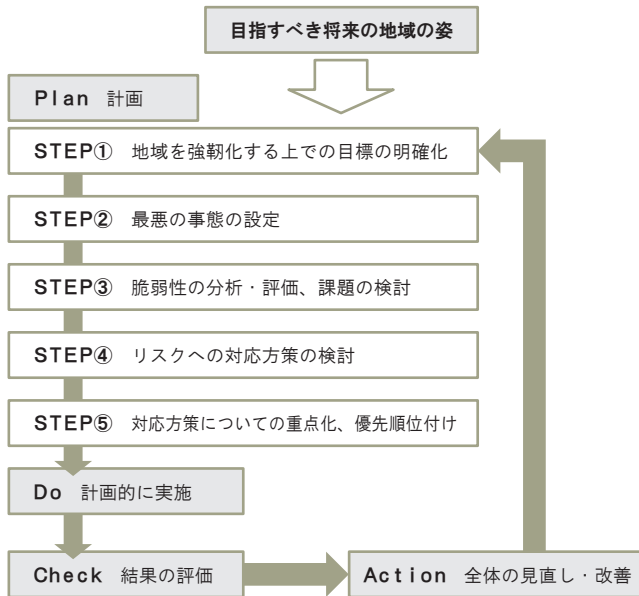 目指すべき将来の地域の姿
Plan 計画
STEP① 地域を強靭化する上での目標の明確化
STEP② 最悪の事態の設定
STEP③ 脆弱性の分析・評価、課題の検討
STEP④ リスクへの対応方策の検討
STEP⑤ 対応方策についての重点化、優先順位付け
Do 計画的に実施
Check 結果の評価
Action 全体の見直し・改善